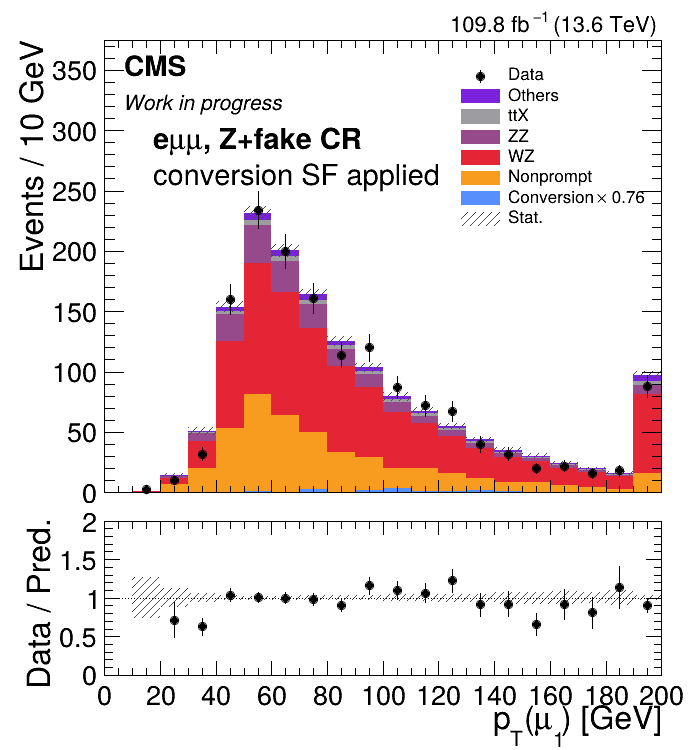 109.8 fb⁻¹ (13.6 TeV)
Events / 10 GeV
350
300
250
200
150
100
50
0
CMS
Work in progress
eμμ, Z+fake CR
conversion SF applied
Data
Others
ttX
ZZ
WZ
Nonprompt
Conversion × 0.76
Stat.
Data / Pred.
2
1.5
1
0.5
0
0 20 40 60 80 100 120 140 160 180 200
p_T(μ_1) [GeV]